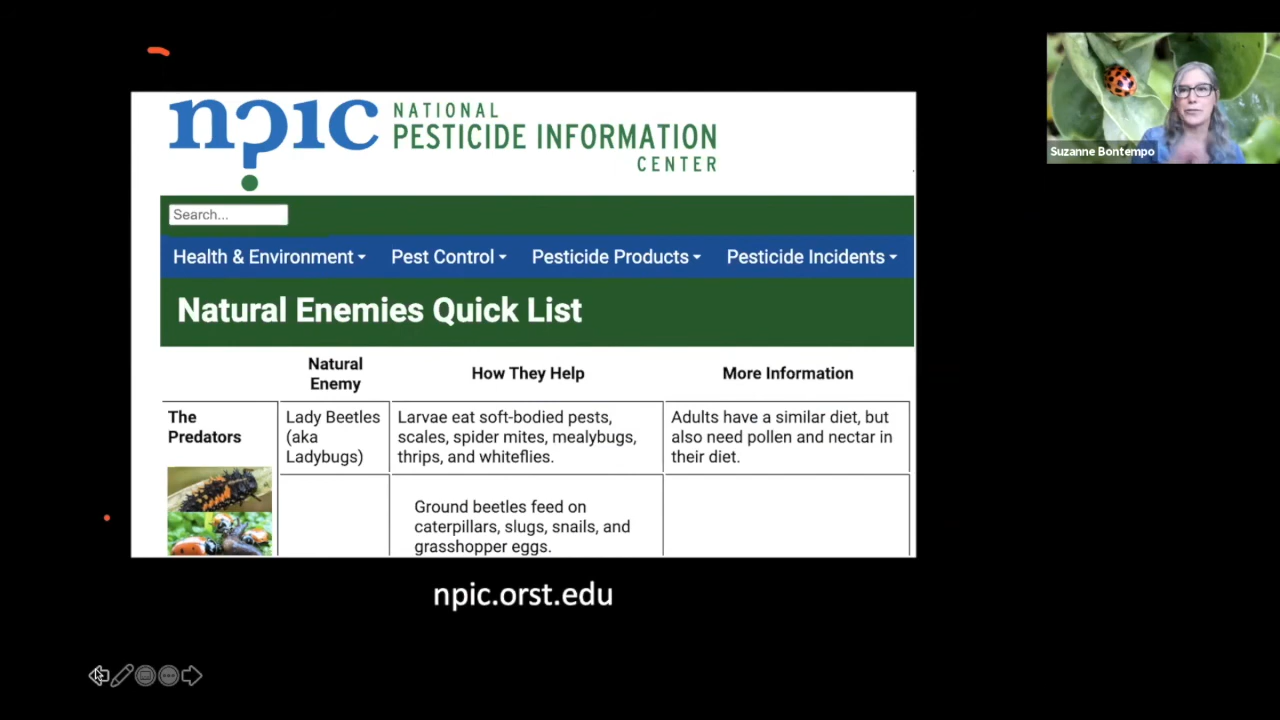 npic NATIONAL
PESTICIDE INFORMATION
CENTER
Suzanne Bontempo
Search...
Health & Environment
Pest Control
Pesticide Products
Pesticide Incidents
Natural Enemies Quick List
Natural
Enemy
How They Help
More Information
The
Predators
Lady Beetles
(aka
Ladybugs)
Larvae eat soft-bodied pests,
scales, spider mites, mealybugs,
thrips, and whiteflies.
Adults have a similar diet, but
also need pollen and nectar in
their diet.
Ground beetles feed on
caterpillars, slugs, snails, and
grasshopper eggs.
npic.orst.edu